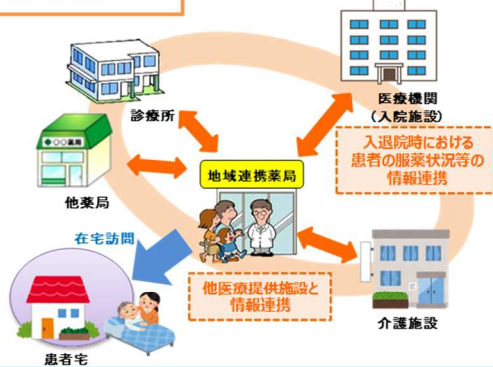 診療所
医療機関
(入院施設)
●○○薬局
他薬局
地域連携薬局
入退院時における
患者の服薬状況等の
情報連携
在宅訪問
他医療提供施設と
情報連携
介護施設
患者宅